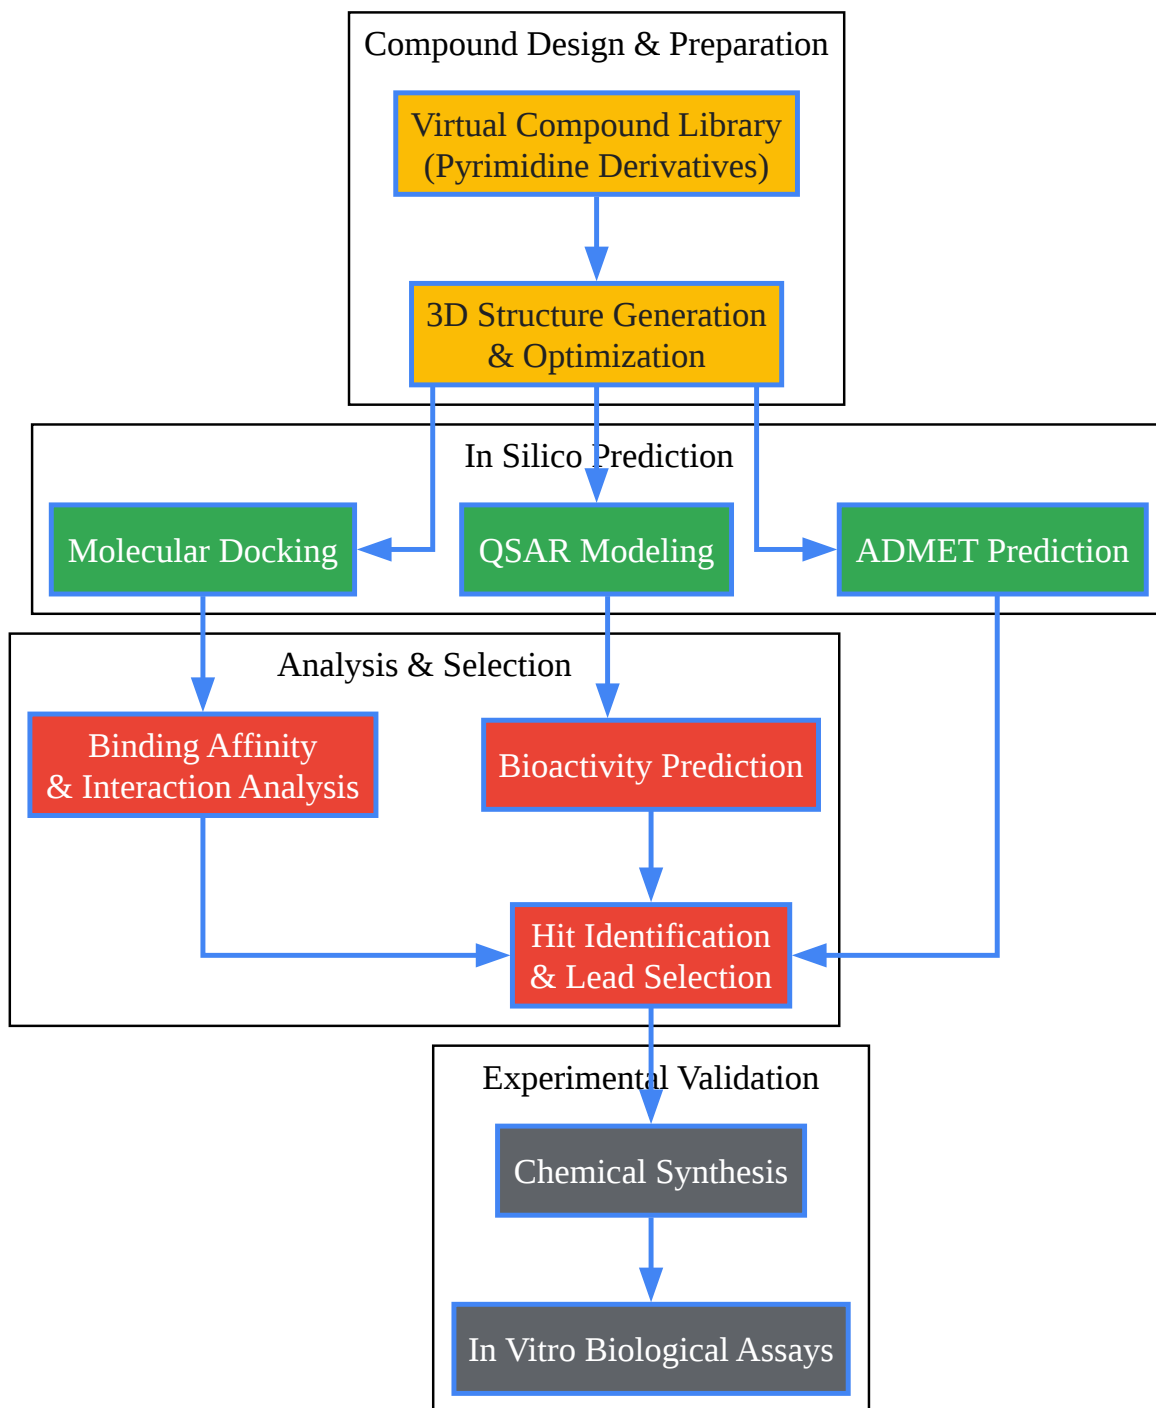 Compound Design & Preparation
Virtual Compound Library
(Pyrimidine Derivatives)
3D Structure Generation
& Optimization
In Silico Prediction
Molecular Docking
QSAR Modeling
ADMET Prediction
Analysis & Selection
Binding Affinity
& Interaction Analysis
Bioactivity Prediction
Hit Identification
& Lead Selection
Experimental Validation
Chemical Synthesis
In Vitro Biological Assays